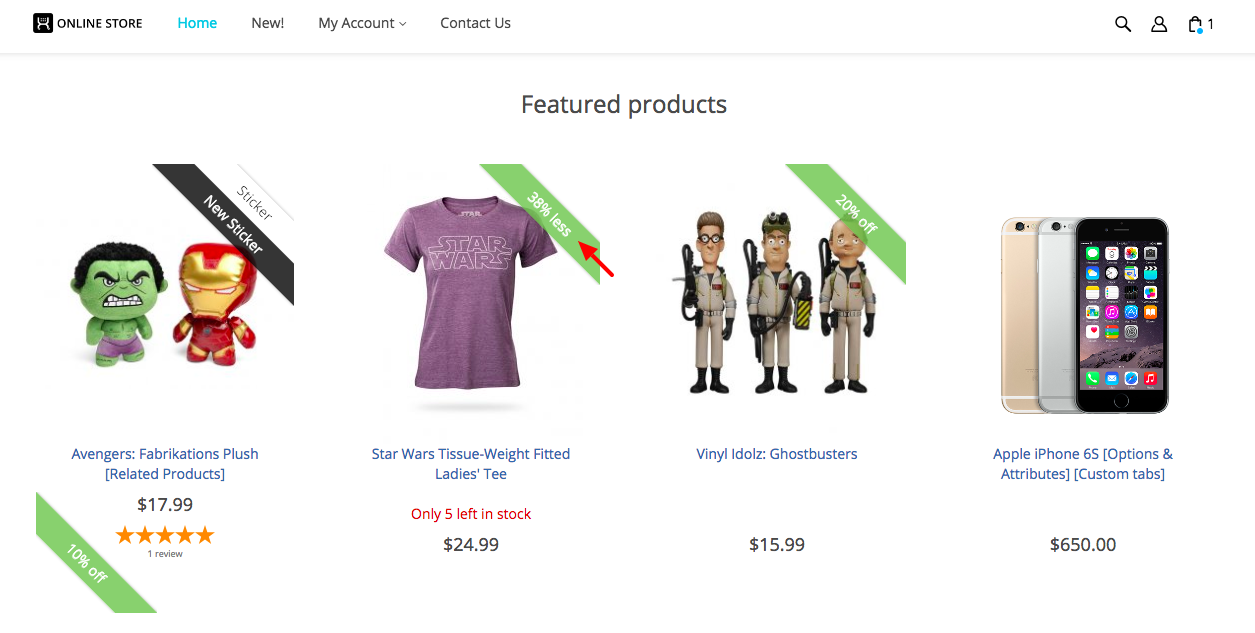 ONLINE STORE
Home
New!
My Account
Contact Us
1
Featured products
Sticker
New Sticker
38% less
20% off
STAR
STAR
WARS
Avengers: Fabrikations Plush
[Related Products]
$17.99
1 review
10% off
Star Wars Tissue-Weight Fitted
Ladies' Tee
Only 5 left in stock
$24.99
Vinyl Idolz: Ghostbusters
$15.99
Apple iPhone 6S [Options &
Attributes] [Custom tabs]
$650.00